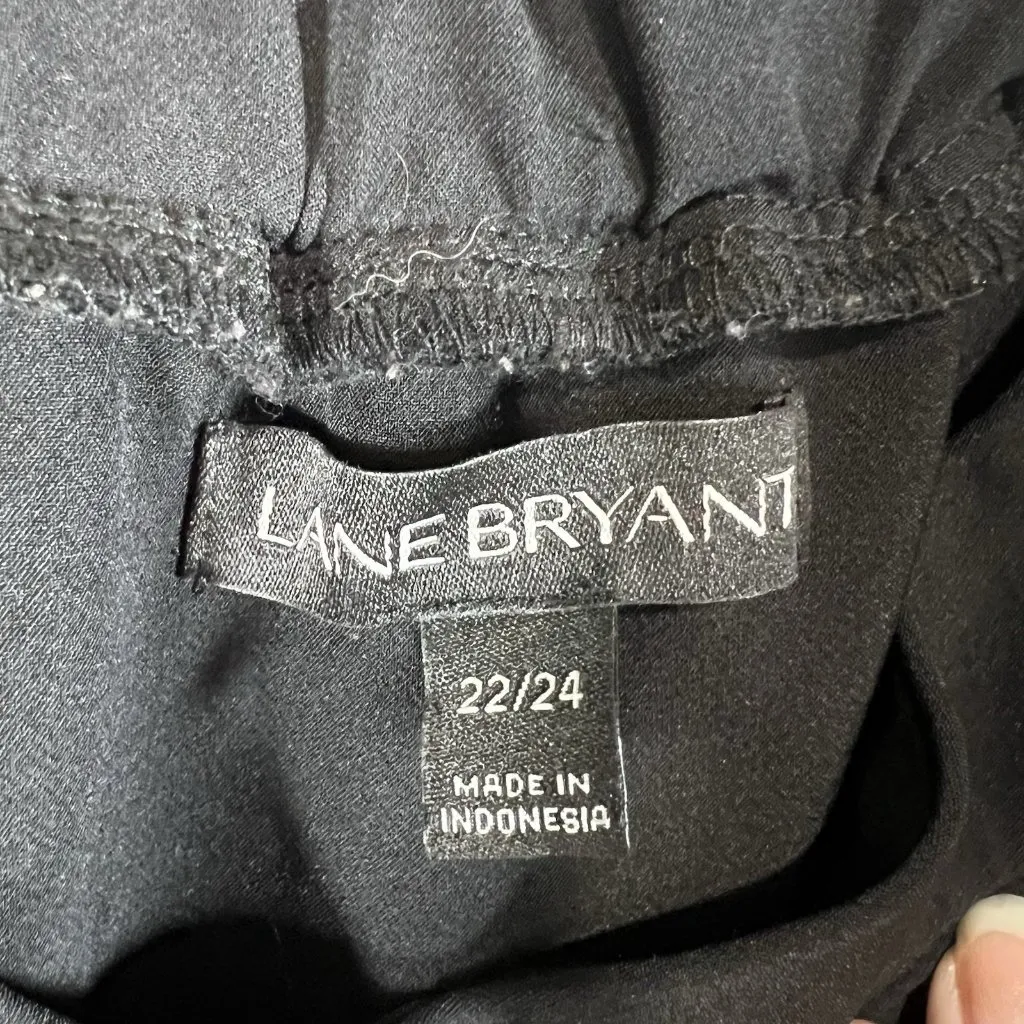 LANE BRYANT
22/24
MADE IN
INDONESIA